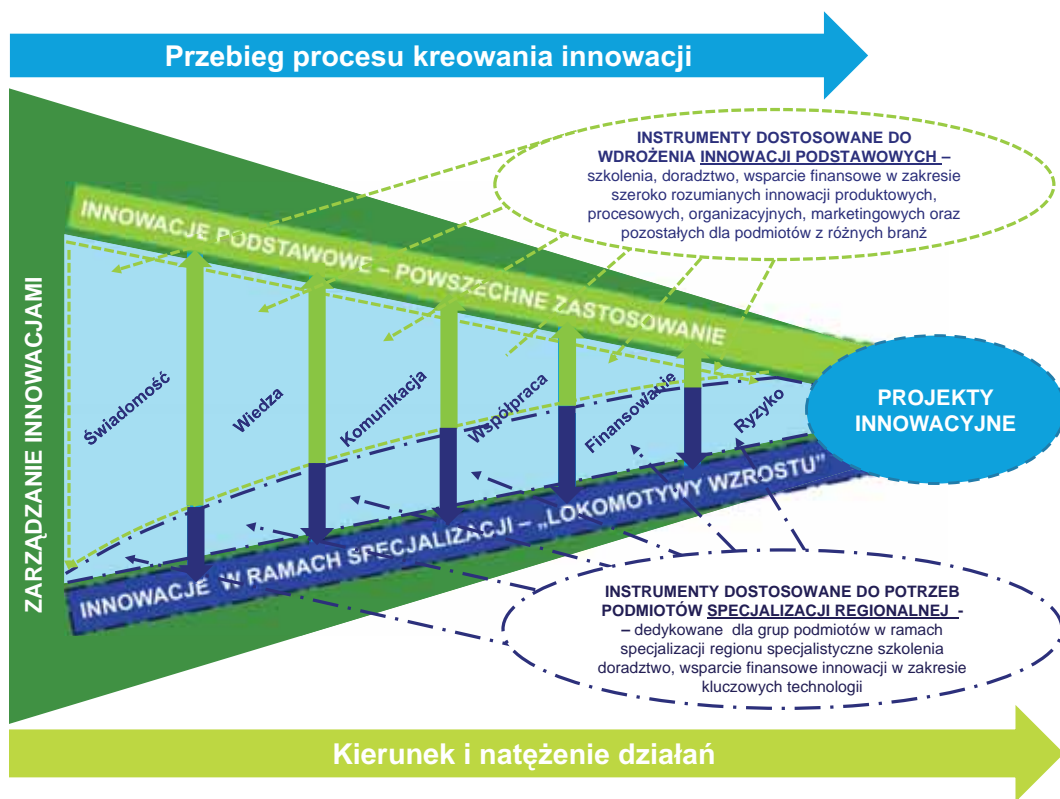 Przebieg procesu kreowania innowacji
INSTRUMENTY DOSTOSOWANE DO
WDROŻENIA INNOWACJI PODSTAWOWYCH –
szkolenia, doradztwo, wsparcie finansowe w zakresie
szeroko rozumianych innowacji produktowych,
procesowych, organizacyjnych, marketingowych oraz
pozostałych dla podmiotów z różnych branż
ZARZĄDZANIE INNOWACJAMI
INNOWACJE PODSTAWOWE – POWSZECHNE ZASTOSOWANIE
Świadomość
Wiedza
Komunikacja
Współpraca
Finansowanie
Ryzyko
PROJEKTY
INNOWACYJNE
INNOWACJE W RAMACH SPECJALIZACJI – „LOKOMOTYWY WZROSTU”
INSTRUMENTY DOSTOSOWANE DO POTRZEB
PODMIOTÓW SPECJALIZACJI REGIONALNEJ -
– dedykowane dla grup podmiotów w ramach
specjalizacji regionu specjalistyczne szkolenia
doradztwo, wsparcie finansowe innowacji w zakresie
kluczowych technologii
Kierunek i natężenie działań